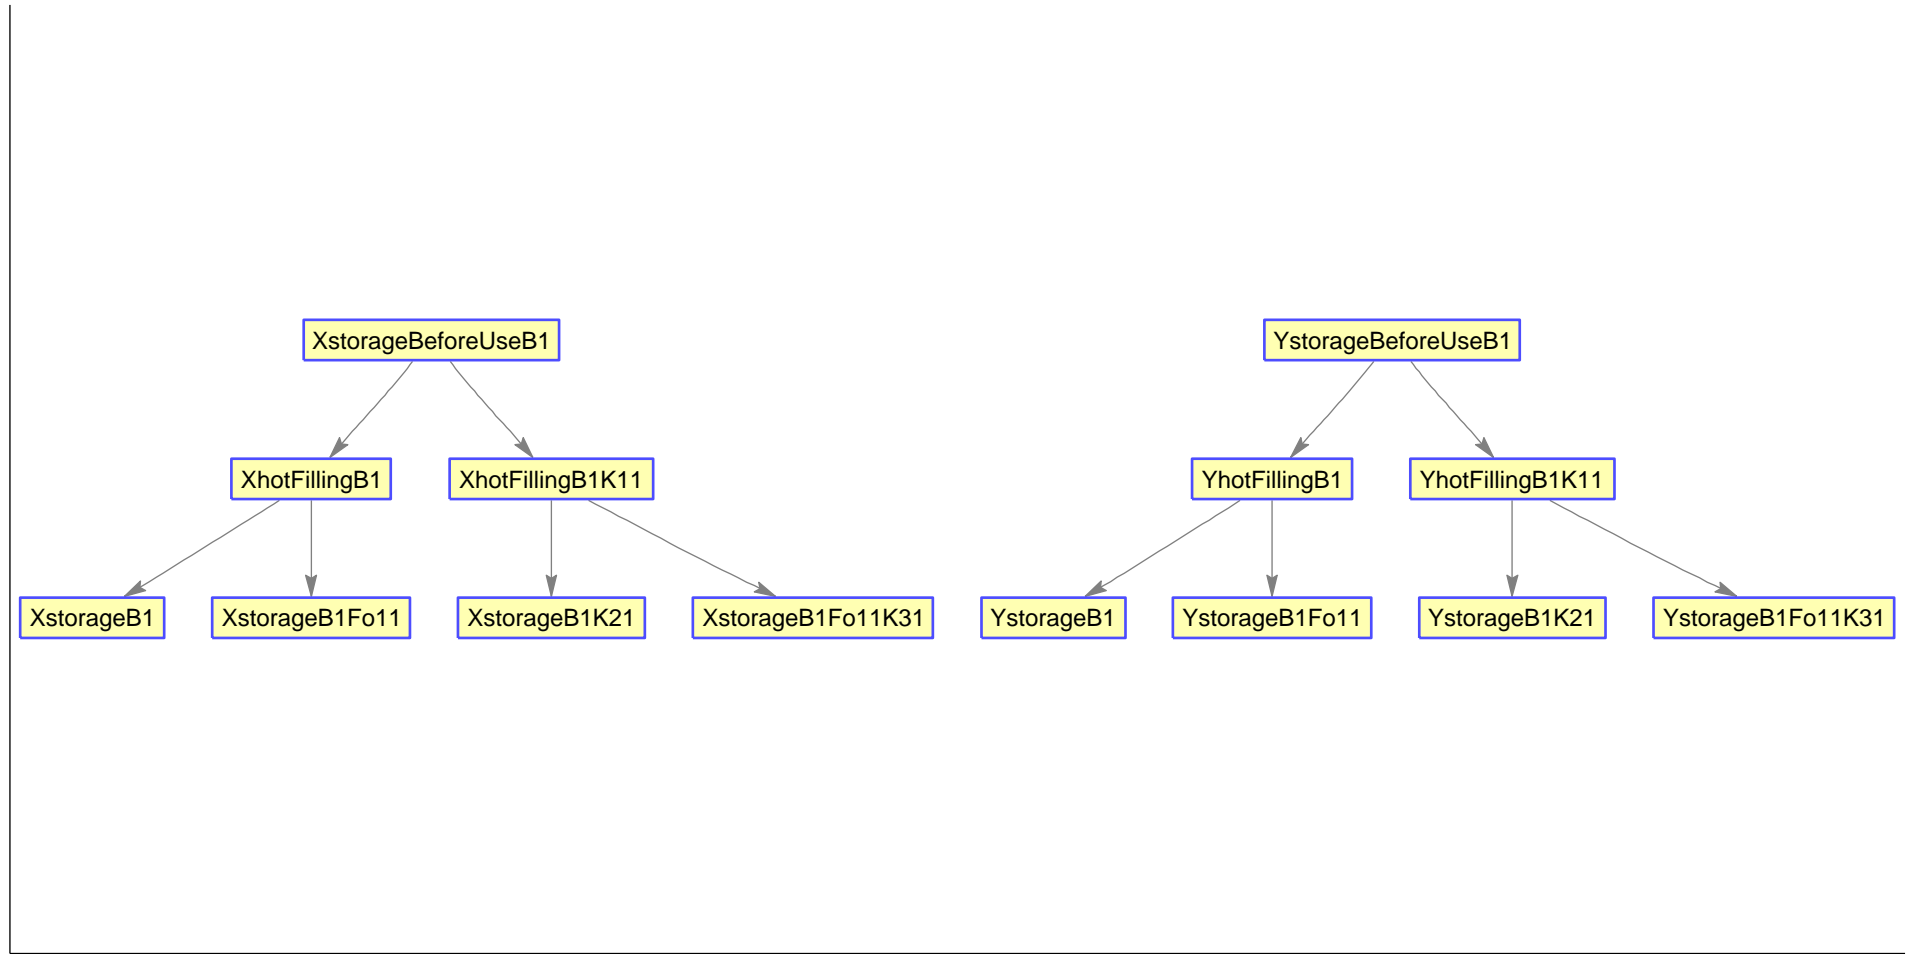 XstorageBeforeUseB1
YstorageBeforeUseB1
XhotFillingB1
XhotFillingB1K11
YhotFillingB1
YhotFillingB1K11
XstorageB1
XstorageB1Fo11
XstorageB1K21
XstorageB1Fo11K31
YstorageB1
YstorageB1Fo11
YstorageB1K21
YstorageB1Fo11K31